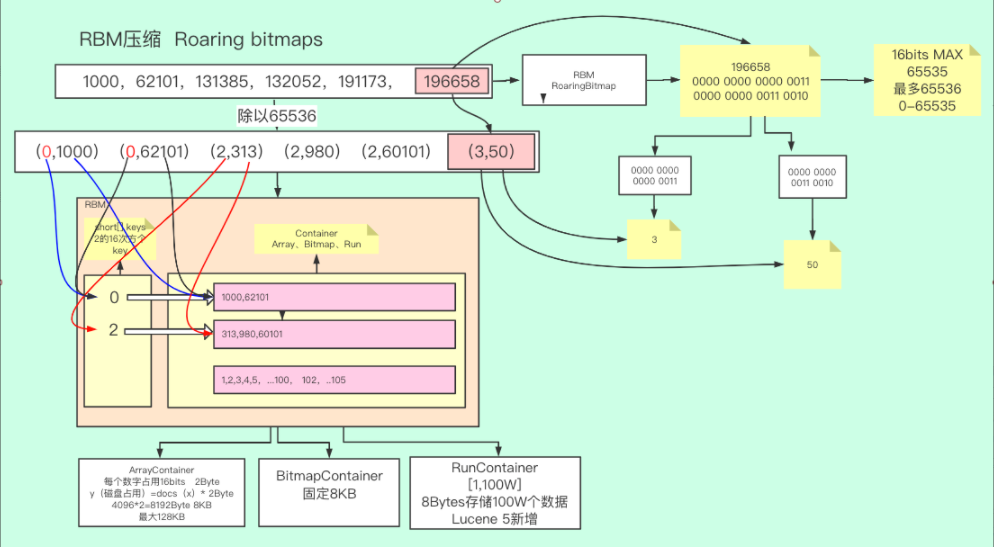 RBM压缩 Roaring bitmaps
1000, 62101, 131385, 132052, 191173, 196658
除以65536
(0,1000) (0,62101) (2,313) (2,980) (2,60101) (3,50)
RBM
RoaringBitmap
196658
0000 0000 0000 0011
0000 0000 0011 0010
16bits MAX
65535
最多65536
0-65535
0000 0000
0000 0011
0000 0000
0011 0010
3
50
RBM
short[] keys
2的16次方个
key
Container
Array、Bitmap、Run
0
1000,62101
2
313,980,60101
1,2,3,4,5, ...100, 102, ..105
ArrayContainer
每个数字占用16bits 2Byte
y（磁盘占用）=docs（x）* 2Byte
4096*2=8192Byte 8KB
最大128KB
BitmapContainer
固定8KB
RunContainer
[1,100W]
8Bytes存储100W个数据
Lucene 5新增